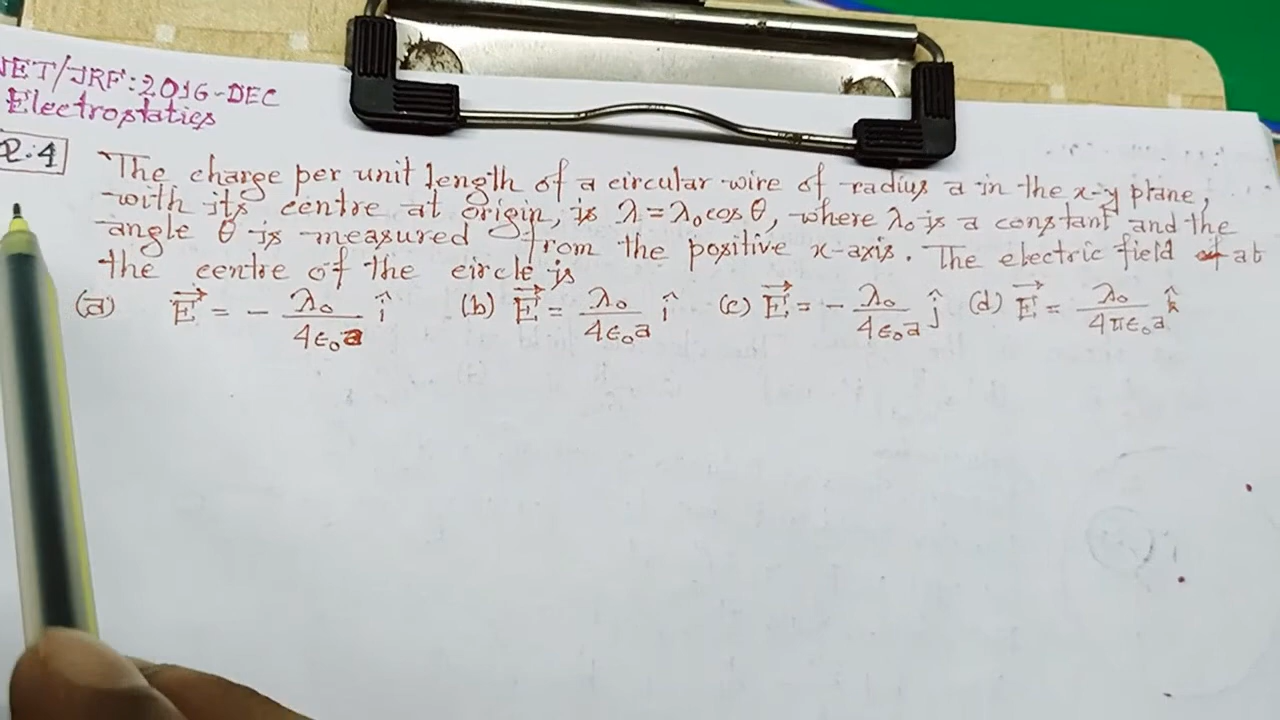 NET/JRF: 2016-DEC
Electrostatics
Q.4
The charge per unit length of a circular wire of radius a in the x-y plane,
with its centre at origin, is λ = λ₀ cos θ, where λ₀ is a constant and the
angle θ is measured from the positive x-axis. The electric field at
the centre of the circle is
(a) E⃗ = - λ₀/4ϵ₀a î (b) E⃗ = λ₀/4ϵ₀a î (c) E⃗ = - λ₀/4ϵ₀a ĵ (d) E⃗ = λ₀/4πϵ₀a k̂